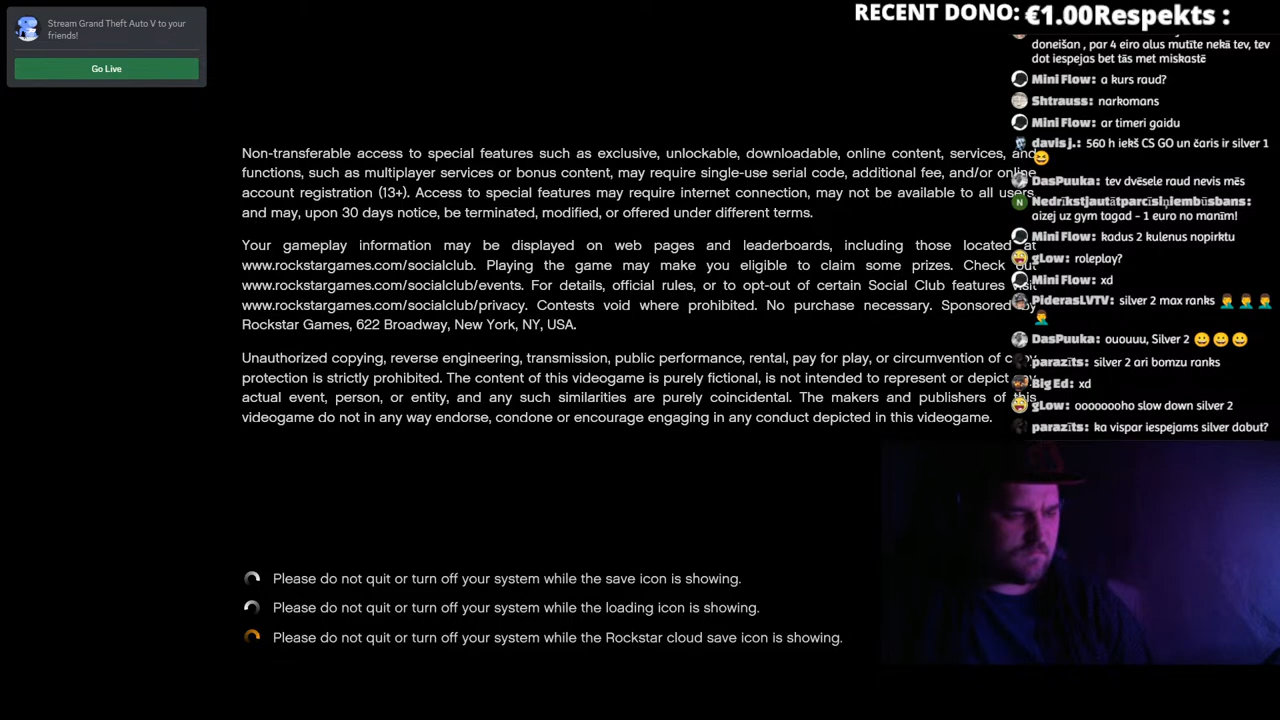 Stream Grand Theft Auto V to your
friends!
Go Live
RECENT DONO: €1.00Respekts :
doneišan , par 4 eiro alus mutīte nekā tev, tev
dot iespejas bet tās met miskastē
Mini Flow: a kurs raud?
Shtrauss: narkomans
Mini Flow: ar timeri gaidu
davis j.: 560 h iekš CS GO un čaris ir silver 1
😆
DasPuuka: tev dvēsele raud nevis mēs
N Nedrīkstjautātparcīsiņiembūsbans:
aizej uz gym tagad - 1 euro no manīm!
Mini Flow: kadus 2 kulenus nopirktu
gLow: roleplay?
Mini Flow: xd
PiderasLVTV: silver 2 max ranks 🤦‍♂️ 🤦‍♂️ 🤦‍♂️
🤦‍♂️
DasPuuka: ououuu, Silver 2 😀 😀 😀
parazīts: silver 2 ari bomzu ranks
Big Ed: xd
gLow: oooooooho slow down silver 2
parazīts: ka vispar iespejams silver dabut?
Non-transferable access to special features such as exclusive, unlockable, downloadable, online content, services, and
functions, such as multiplayer services or bonus content, may require single-use serial code, additional fee, and/or online
account registration (13+). Access to special features may require internet connection, may not be available to all users,
and may, upon 30 days notice, be terminated, modified, or offered under different terms.
Your gameplay information may be displayed on web pages and leaderboards, including those located at
www.rockstargames.com/socialclub. Playing the game may make you eligible to claim some prizes. Check out
www.rockstargames.com/socialclub/events. For details, official rules, or to opt-out of certain Social Club features visit
www.rockstargames.com/socialclub/privacy. Contests void where prohibited. No purchase necessary. Sponsored by
Rockstar Games, 622 Broadway, New York, NY, USA.
Unauthorized copying, reverse engineering, transmission, public performance, rental, pay for play, or circumvention of copy
protection is strictly prohibited. The content of this videogame is purely fictional, is not intended to represent or depict any
actual event, person, or entity, and any such similarities are purely coincidental. The makers and publishers of this
videogame do not in any way endorse, condone or encourage engaging in any conduct depicted in this videogame.
Please do not quit or turn off your system while the save icon is showing.
Please do not quit or turn off your system while the loading icon is showing.
Please do not quit or turn off your system while the Rockstar cloud save icon is showing.